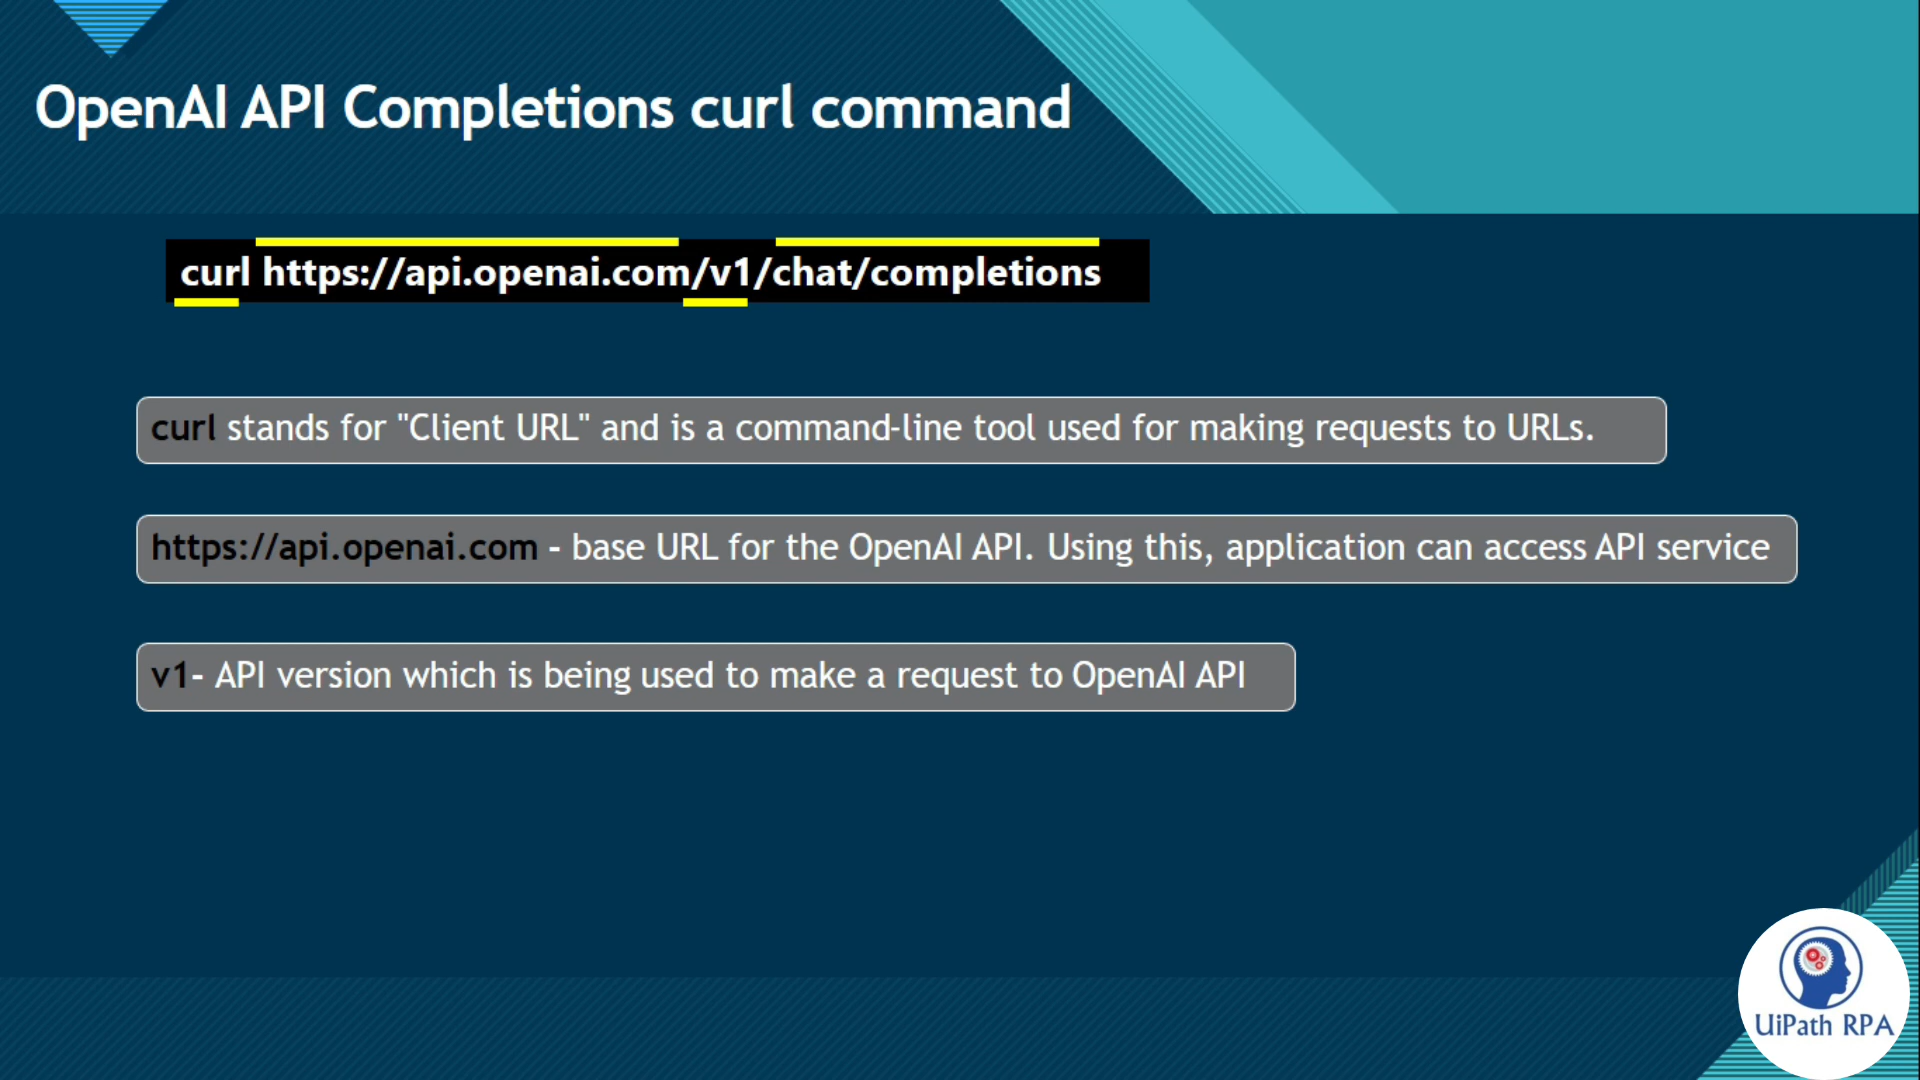 OpenAI API Completions curl command
curl https://api.openai.com/v1/chat/completions
curl stands for "Client URL" and is a command-line tool used for making requests to URLs.
https://api.openai.com - base URL for the OpenAI API. Using this, application can access API service
v1- API version which is being used to make a request to OpenAI API
UiPath RPA